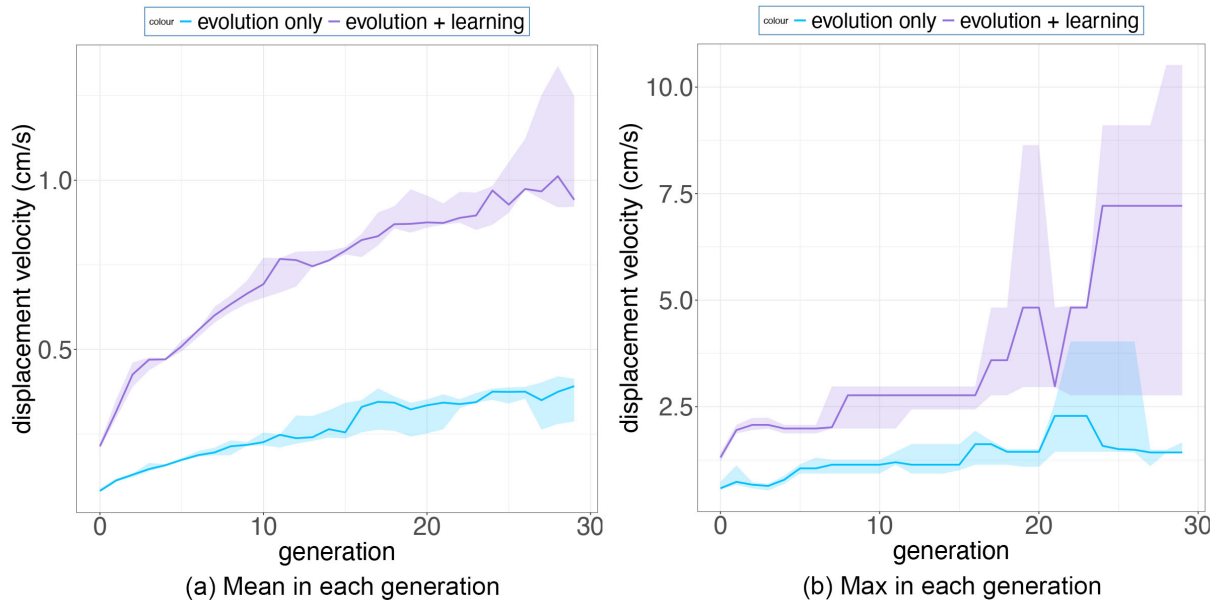 colour evolution only evolution + learning
displacement velocity (cm/s)
1.0
0.5
0 10 20 30
generation
(a) Mean in each generation
colour evolution only evolution + learning
displacement velocity (cm/s)
10.0
7.5
5.0
2.5
0 10 20 30
generation
(b) Max in each generation